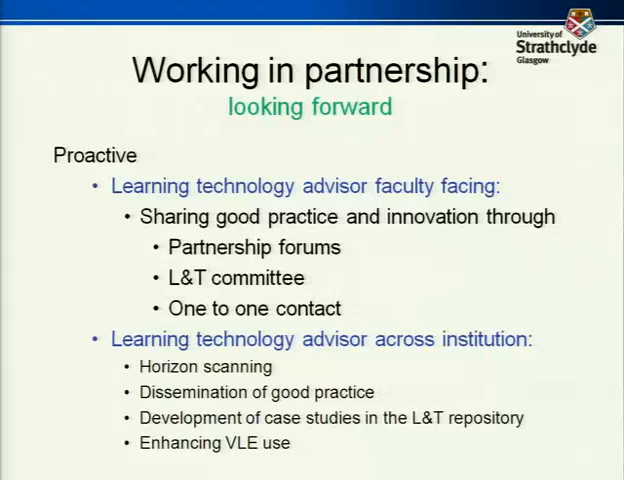 University of
Strathclyde
Glasgow
Working in partnership:
looking forward
Proactive
• Learning technology advisor faculty facing:
• Sharing good practice and innovation through
• Partnership forums
• L&T committee
• One to one contact
• Learning technology advisor across institution:
• Horizon scanning
• Dissemination of good practice
• Development of case studies in the L&T repository
• Enhancing VLE use